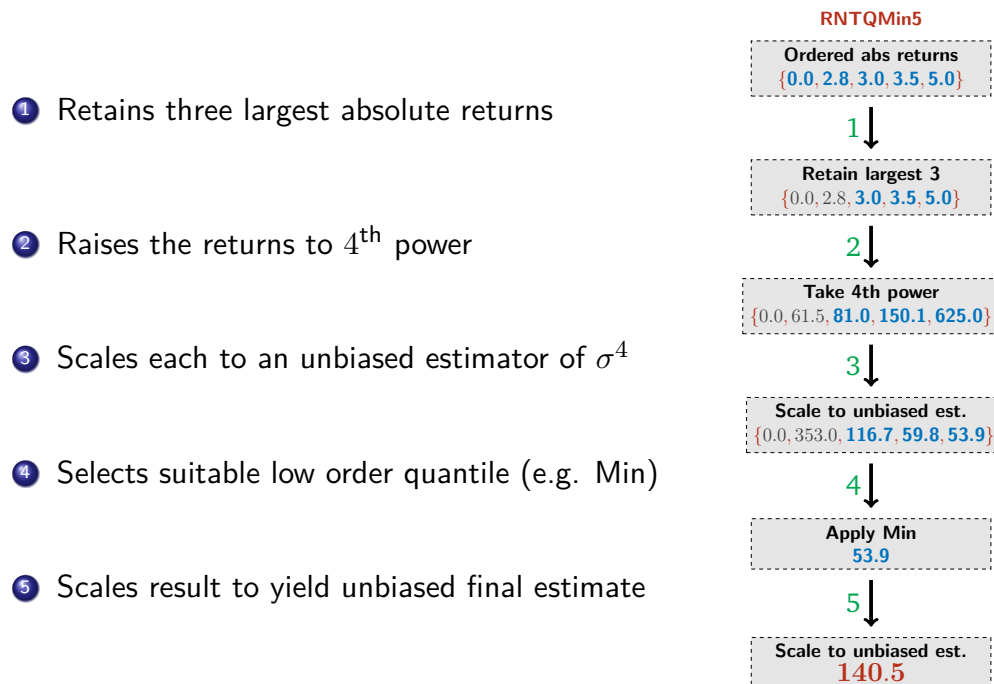 RNTQMin5
Ordered abs returns
{0.0, 2.8, 3.0, 3.5, 5.0}
1 Retains three largest absolute returns
1
Retain largest 3
{0.0, 2.8, 3.0, 3.5, 5.0}
2 Raises the returns to 4th power
2
Take 4th power
{0.0, 61.5, 81.0, 150.1, 625.0}
3 Scales each to an unbiased estimator of σ⁴
3
Scale to unbiased est.
{0.0, 353.0, 116.7, 59.8, 53.9}
4 Selects suitable low order quantile (e.g. Min)
4
Apply Min
53.9
5 Scales result to yield unbiased final estimate
5
Scale to unbiased est.
140.5